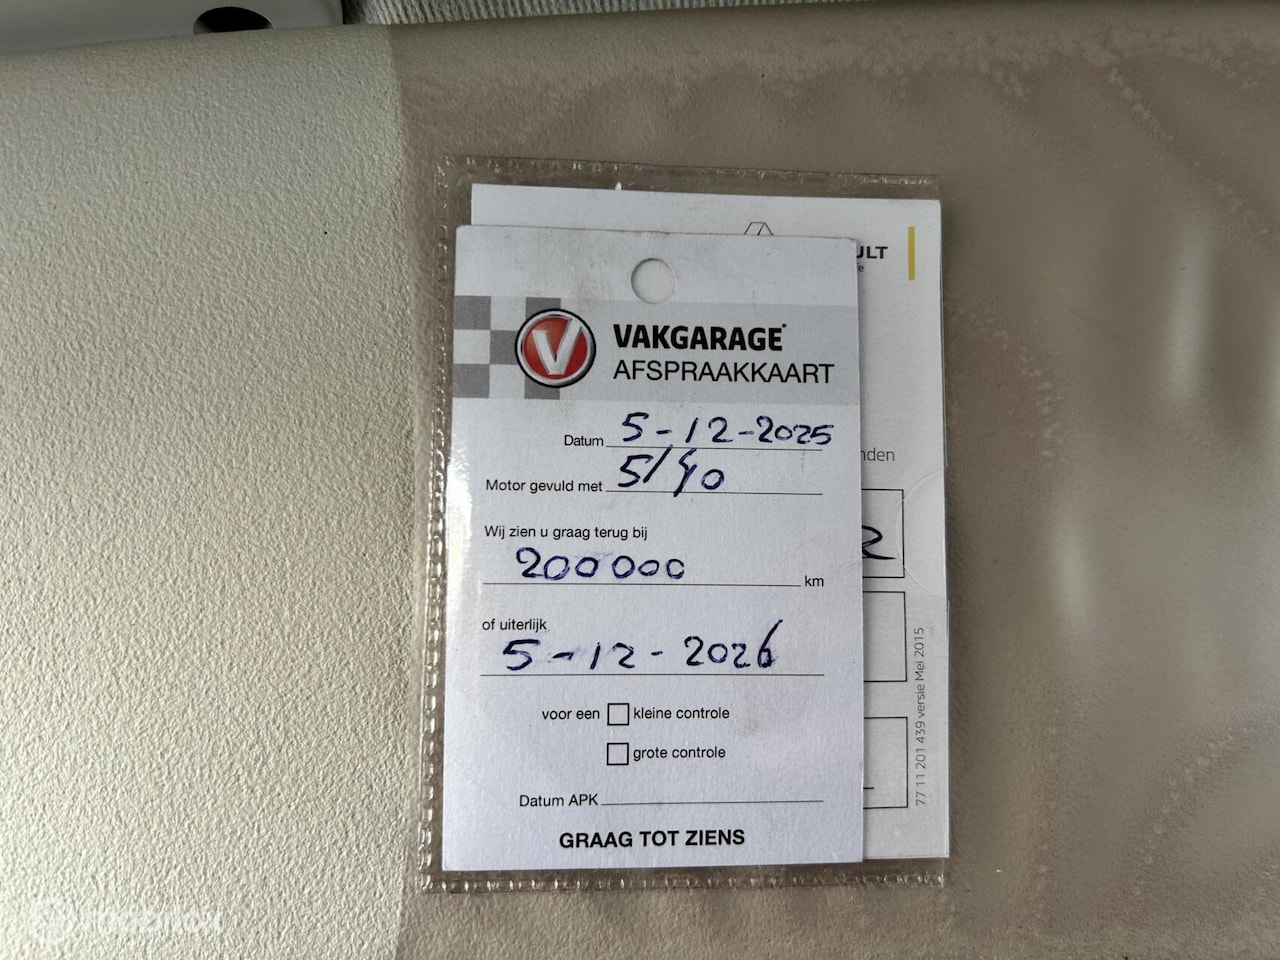 ULT
VAKGARAGE
AFSPRAAKKAART
Datum 5-12-2025
Motor gevuld met 5/40
nden
Wij zien u graag terug bij
200000 km
of uiterlijk
5-12-2026
voor een kleine controle
grote controle
Datum APK
GRAAG TOT ZIENS
77 11 201 439 versie Mei 2015